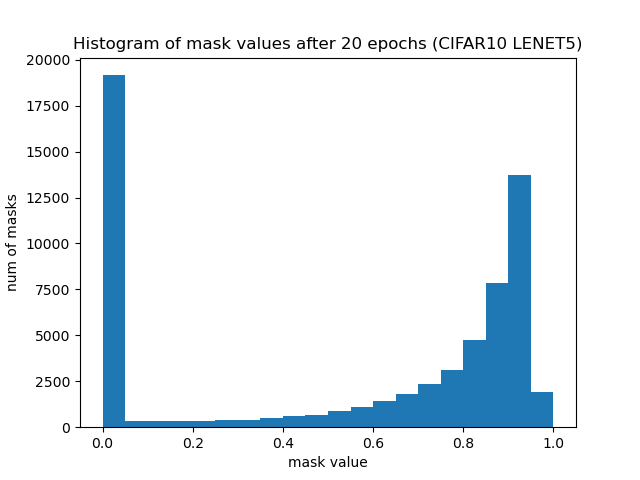 Histogram of mask values after 20 epochs (CIFAR10 LENET5)
20000
17500
15000
12500
10000
7500
5000
2500
0
num of masks
0.0 0.2 0.4 0.6 0.8 1.0
mask value